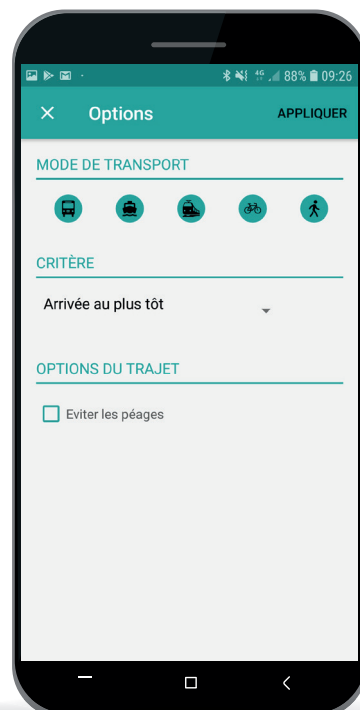 4G 88% 09:26
Options APPLIQUER
MODE DE TRANSPORT
CRITÈRE
Arrivée au plus tôt
OPTIONS DU TRAJET
Eviter les péages